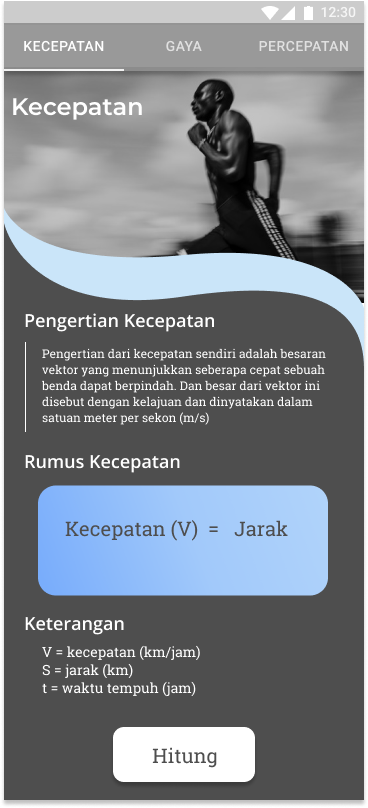 12:30
KECEPATAN GAYA PERCEPATAN
Kecepatan
Pengertian Kecepatan
Pengertian dari kecepatan sendiri adalah besaran
vektor yang menunjukkan seberapa cepat sebuah
benda dapat berpindah. Dan besar dari vektor ini
disebut dengan kelajuan dan dinyatakan dalam
satuan meter per sekon (m/s)
Rumus Kecepatan
Kecepatan (V) = Jarak
Keterangan
V = kecepatan (km/jam)
S = jarak (km)
t = waktu tempuh (jam)
Hitung